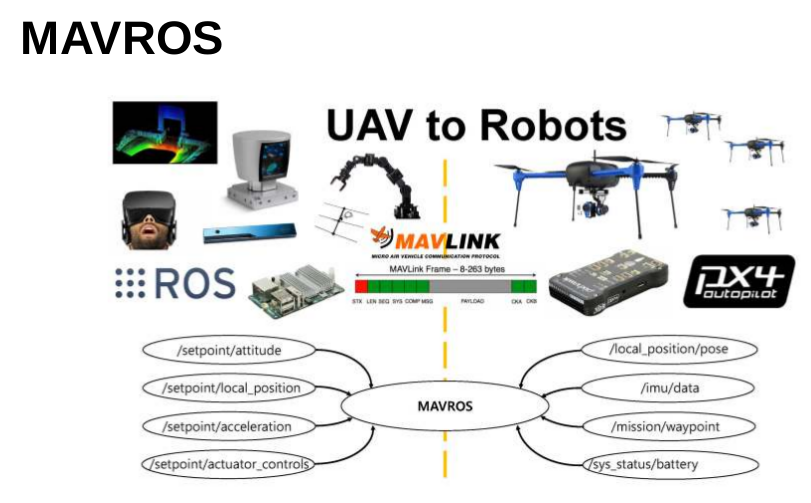 MAVROS
UAV to Robots
MAVLINK
MICRO AIR VEHICLE COMMUNICATION PROTOCOL
MAVLink Frame – 8-263 bytes
STX LEN SEQ SYS COMP MSG PAYLOAD CKA CKB
ROS
px4
autopilot
/setpoint/attitude
/setpoint/local_position
/setpoint/acceleration
/setpoint/actuator_controls
MAVROS
/local_position/pose
/imu/data
/mission/waypoint
/sys_status/battery